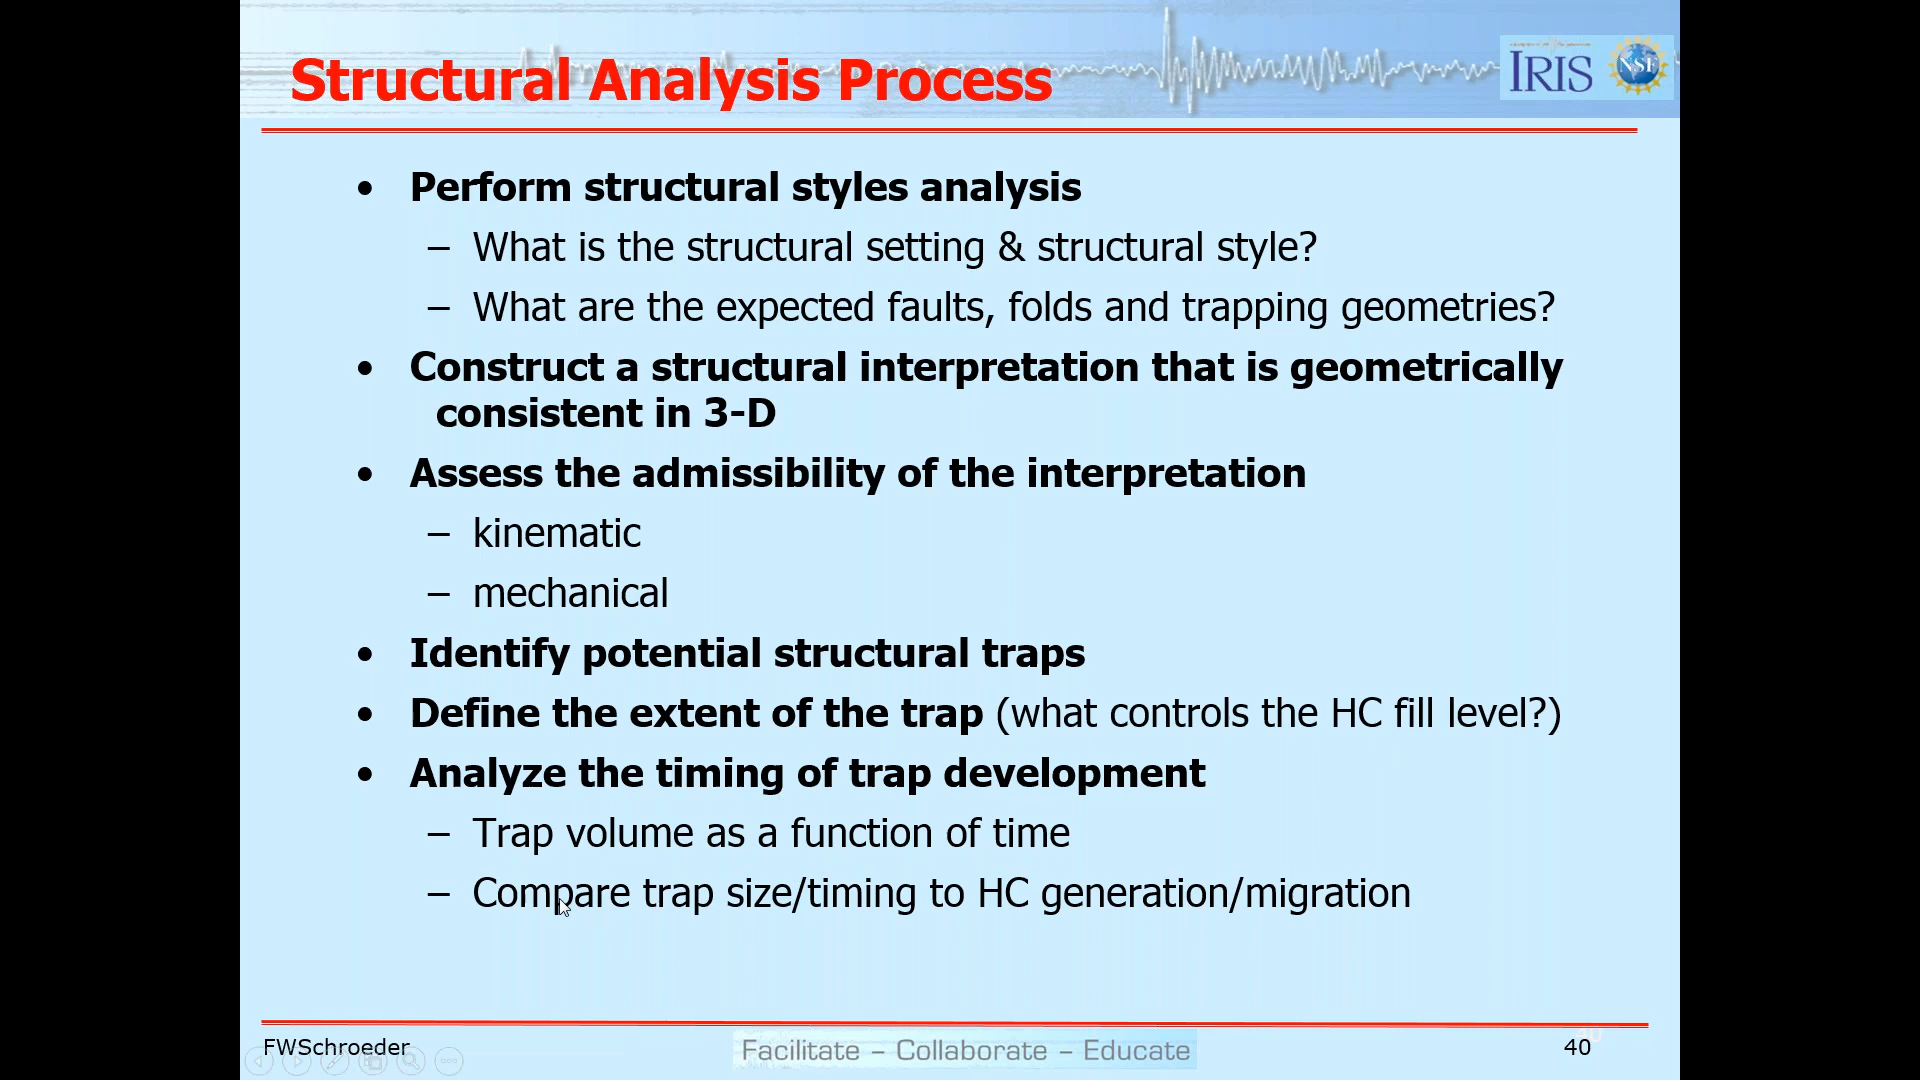 Structural Analysis Process
IRIS
NSF
• Perform structural styles analysis
– What is the structural setting & structural style?
– What are the expected faults, folds and trapping geometries?
• Construct a structural interpretation that is geometrically
consistent in 3-D
• Assess the admissibility of the interpretation
– kinematic
– mechanical
• Identify potential structural traps
• Define the extent of the trap (what controls the HC fill level?)
• Analyze the timing of trap development
– Trap volume as a function of time
– Compare trap size/timing to HC generation/migration
FWSchroeder
Facilitate – Collaborate – Educate
40